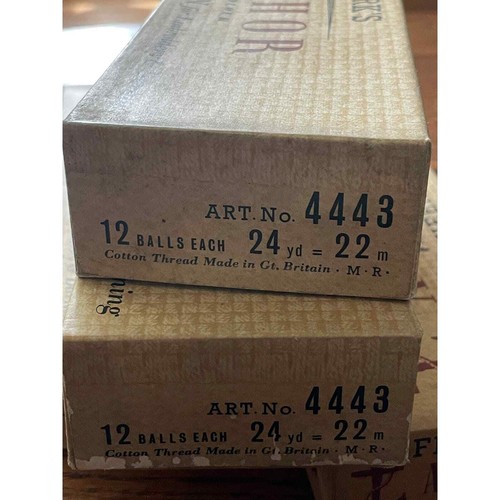 ART. No. 4443
12 BALLS EACH 24 yd = 22 m
Cotton Thread Made in Gt. Britain · M·R·
ART. No. 4443
12 BALLS EACH 24 yd = 22 m
Cotton Thread Made in Gt. Britain · M·R·